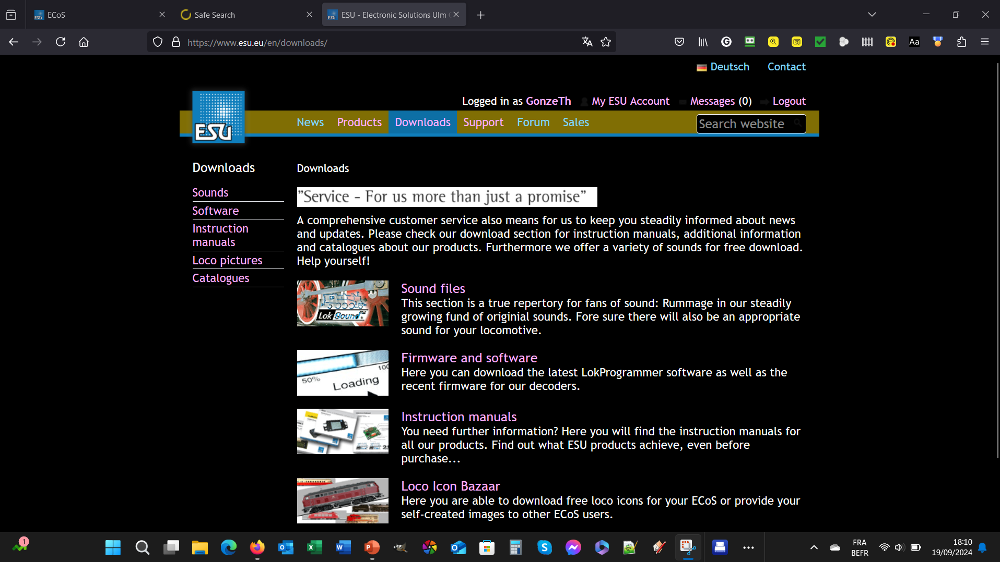 ECoS
Safe Search
ESU - Electronic Solutions Ulm
https://www.esu.eu/en/downloads/
Aa
Deutsch Contact
Logged in as GonzeTh My ESU Account Messages (0) Logout
ESU
News Products Downloads Support Forum Sales
Search website
Downloads
Sounds
Software
Instruction
manuals
Loco pictures
Catalogues
Downloads
"Service - For us more than just a promise"
A comprehensive customer service also means for us to keep you steadily informed about news
and updates. Please check our download section for instruction manuals, additional information
and catalogues about our products. Furthermore we offer a variety of sounds for free download.
Help yourself!
LokSound
Sound files
This section is a true repertory for fans of sound: Rummage in our steadily
growing fund of originial sounds. Fore sure there will also be an appropriate
sound for your locomotive.
50% 100
Loading
Firmware and software
Here you can download the latest LokProgrammer software as well as the
recent firmware for our decoders.
Instruction manuals
You need further information? Here you will find the instruction manuals for
all our products. Find out what ESU products achieve, even before
purchase...
Loco Icon Bazaar
Here you are able to download free loco icons for your ECoS or provide your
self-created images to other ECoS users.
1
FRA
BEFR
18:10
19/09/2024